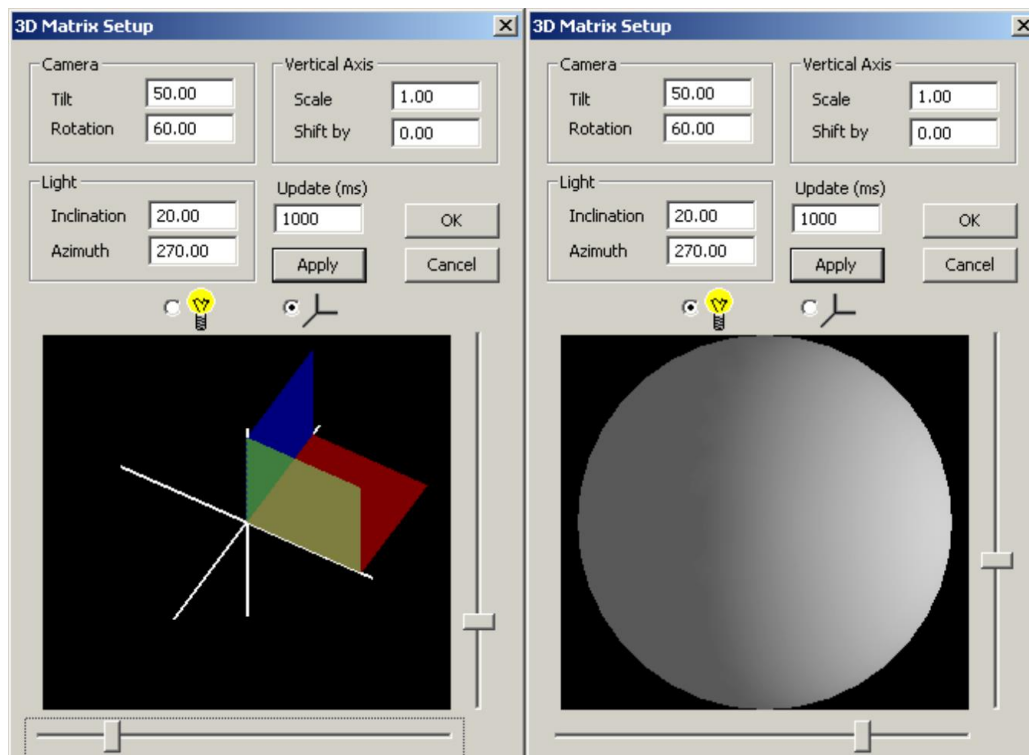 3D Matrix Setup
Camera
Tilt 50.00
Rotation 60.00
Vertical Axis
Scale 1.00
Shift by 0.00
Light
Inclination 20.00
Azimuth 270.00
Update (ms)
1000
OK
Apply
Cancel
3D Matrix Setup
Camera
Tilt 50.00
Rotation 60.00
Vertical Axis
Scale 1.00
Shift by 0.00
Light
Inclination 20.00
Azimuth 270.00
Update (ms)
1000
OK
Apply
Cancel